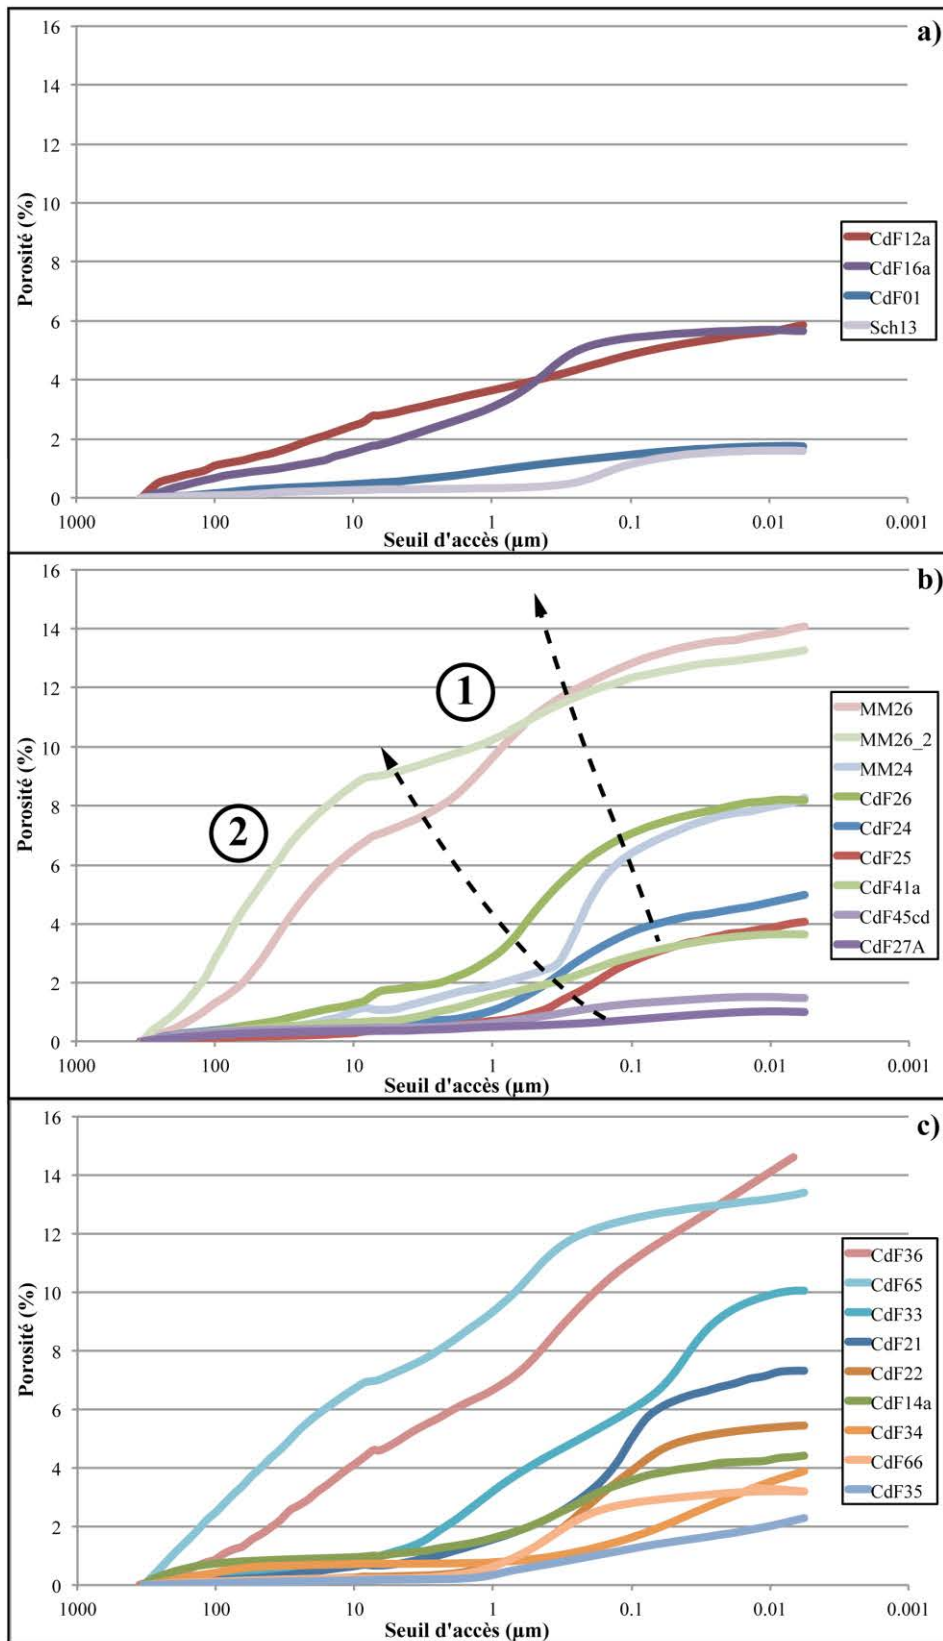 a)
16
14
12
10
8
6
4
2
0
Porosité (%)
1000 100 10 1 0.1 0.01 0.001
Seuil d'accès (µm)
CdF12a
CdF16a
CdF01
Sch13
b)
16
14
12
10
8
6
4
2
0
Porosité (%)
1
2
1000 100 10 1 0.1 0.01 0.001
Seuil d'accès (µm)
MM26
MM26_2
MM24
CdF26
CdF24
CdF25
CdF41a
CdF45cd
CdF27A
c)
16
14
12
10
8
6
4
2
0
Porosité (%)
1000 100 10 1 0.1 0.01 0.001
Seuil d'accès (µm)
CdF36
CdF65
CdF33
CdF21
CdF22
CdF14a
CdF34
CdF66
CdF35